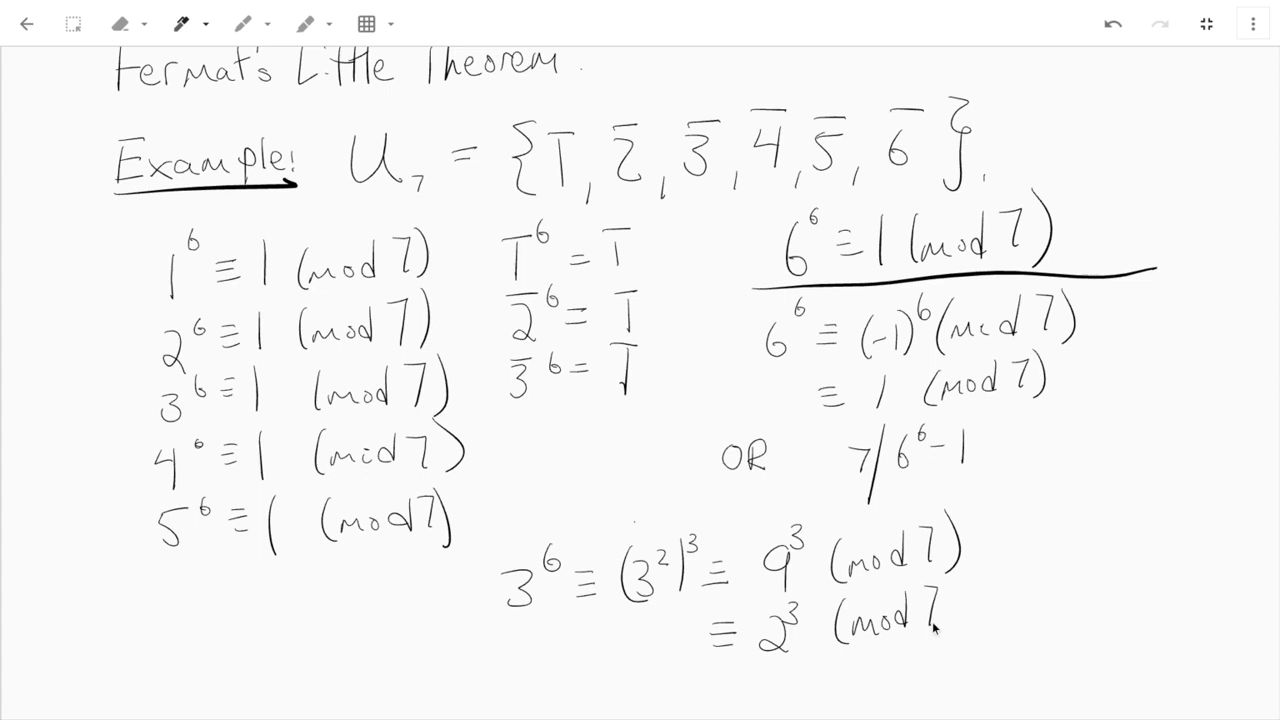 Fermat's Little Theorem.
Example: U₇ = {1̅, 2̅, 3̅, 4̅, 5̅, 6̅}.
1⁶ ≡ 1 (mod 7)
2⁶ ≡ 1 (mod 7)
3⁶ ≡ 1 (mod 7)
4⁶ ≡ 1 (mod 7)
5⁶ ≡ 1 (mod 7)
1̅⁶ = 1̅
2̅⁶ = 1̅
3̅⁶ = 1̅
6⁶ ≡ 1 (mod 7)
6⁶ ≡ (-1)⁶ (mod 7)
≡ 1 (mod 7)
OR 7/6⁶-1
3⁶ ≡ (3²)³ ≡ 9³ (mod 7)
≡ 2³ (mod 7